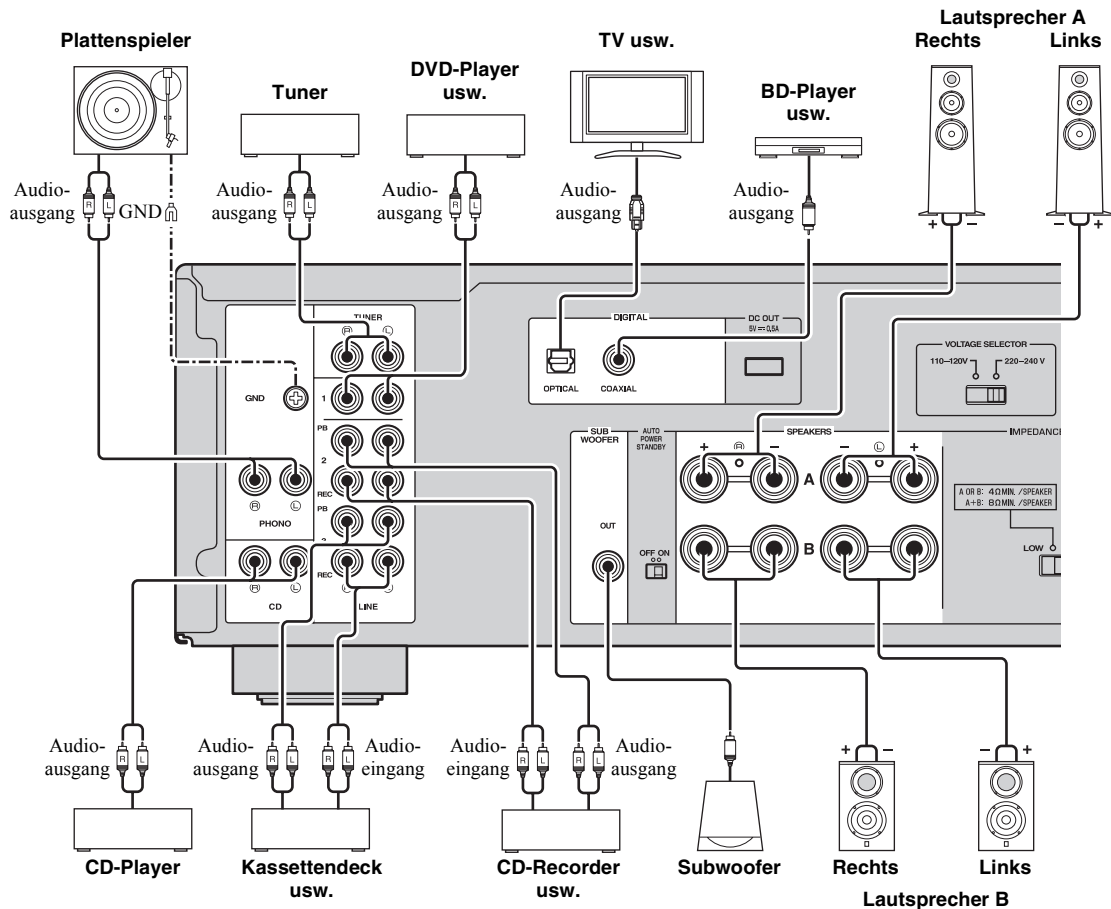 Lautsprecher A
Plattenspieler
TV usw.
Rechts
Links
DVD-Player
usw.
Tuner
BD-Player
usw.
Audio-
ausgang
R
L
GND
Audio-
ausgang
R
L
Audio-
ausgang
R
L
Audio-
ausgang
Audio-
ausgang
+
−
−
+
TUNER
R
L
DIGITAL
DC OUT
5V 0,5A
OPTICAL
COAXIAL
VOLTAGE SELECTOR
110–120V
220–240 V
GND
1
PB
2
REC
PB
3
REC
R
L
PHONO
R
L
CD
LINE
SUB
WOOFER
OUT
AUTO
POWER
STANDBY
OFF ON
SPEAKERS
+
R
−
−
L
+
A
B
IMPEDANCE
A OR B: 4Ω MIN. /SPEAKER
A+B: 8Ω MIN. /SPEAKER
LOW
Audio-
ausgang
R
L
Audio-
ausgang
R
L
R
L
Audio-
eingang
Audio-
eingang
R
L
R
L
Audio-
ausgang
+
−
−
+
CD-Player
Kassettendeck
usw.
CD-Recorder
usw.
Subwoofer
Rechts
Links
Lautsprecher B